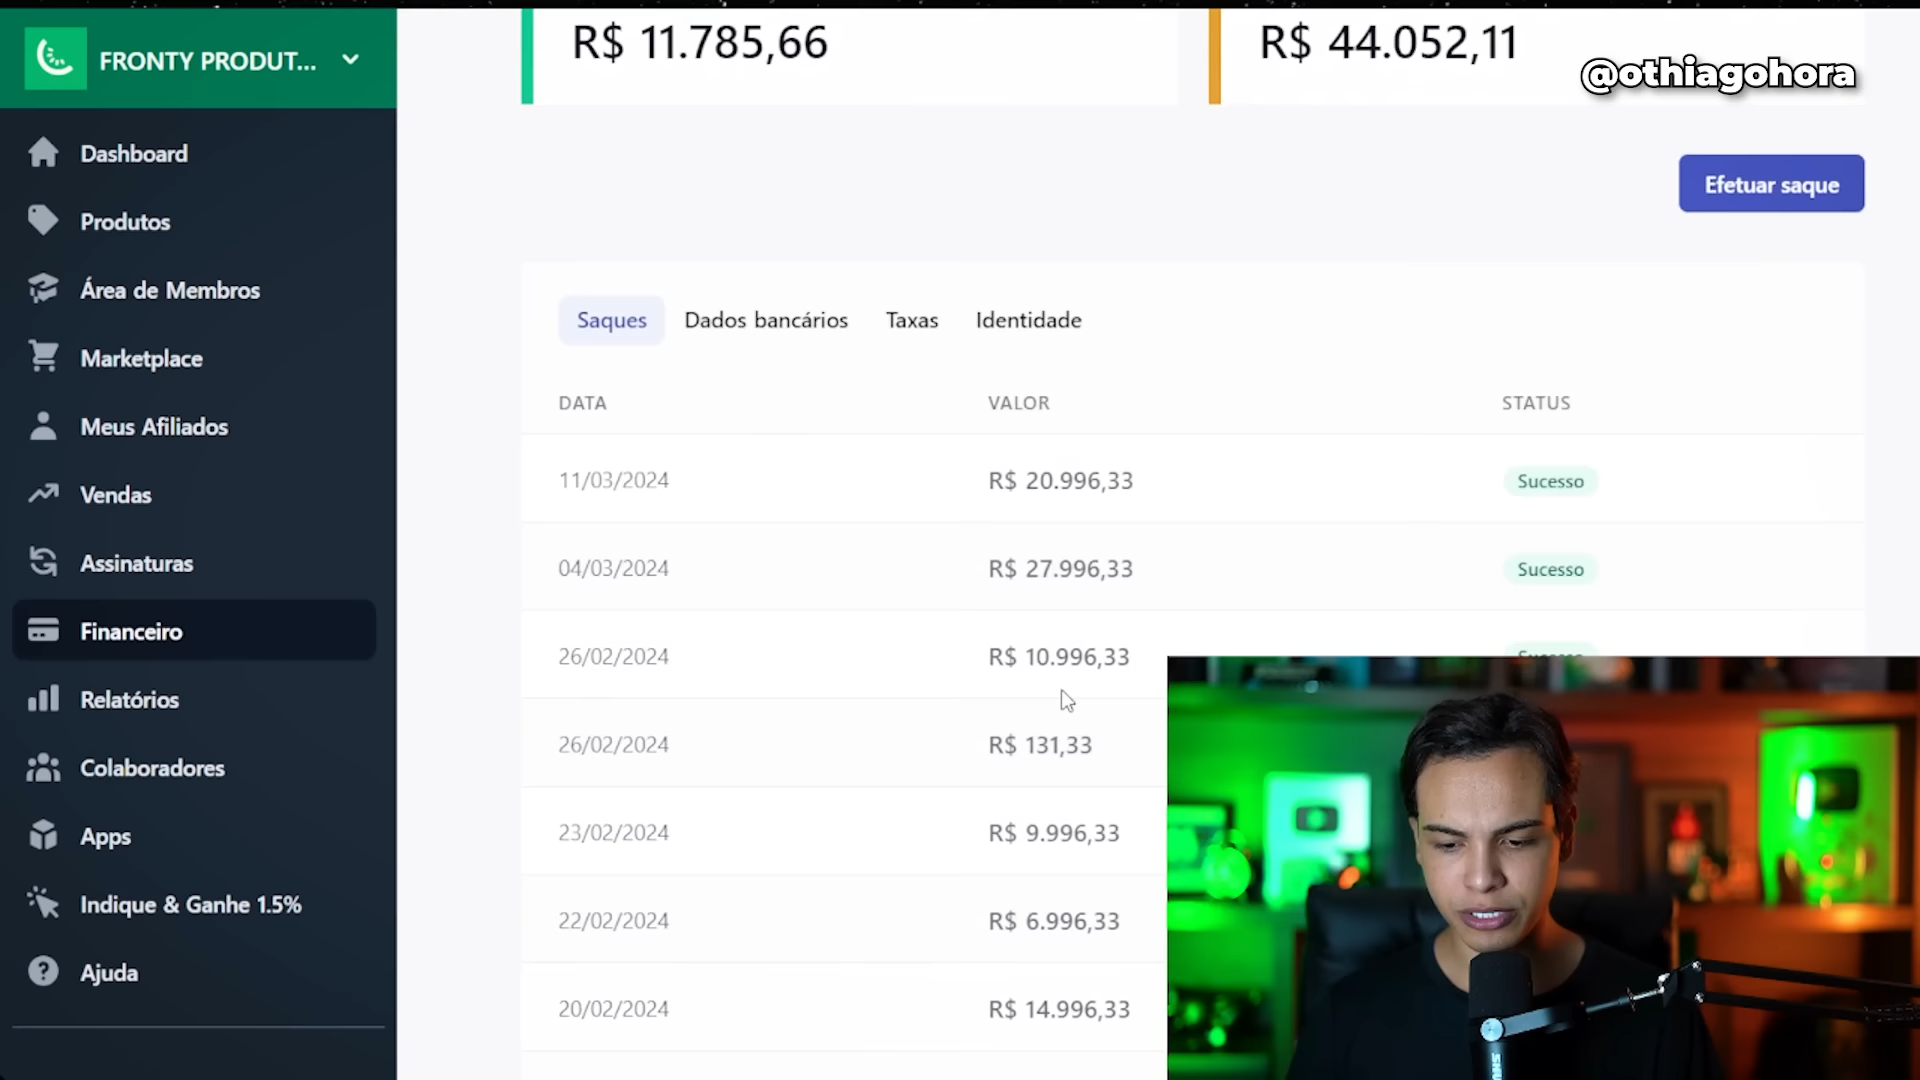 FRONTY PRODUT...
R$ 11.785,66
R$ 44.052,11
@othiagohora
Dashboard
Produtos
Área de Membros
Marketplace
Meus Afiliados
Vendas
Assinaturas
Financeiro
Relatórios
Colaboradores
Apps
Indique & Ganhe 1.5%
Ajuda
Efetuar saque
Saques Dados bancários Taxas Identidade
DATA VALOR STATUS
11/03/2024 R$ 20.996,33 Sucesso
04/03/2024 R$ 27.996,33 Sucesso
26/02/2024 R$ 10.996,33 Sucesso
26/02/2024 R$ 131,33
23/02/2024 R$ 9.996,33
22/02/2024 R$ 6.996,33
20/02/2024 R$ 14.996,33